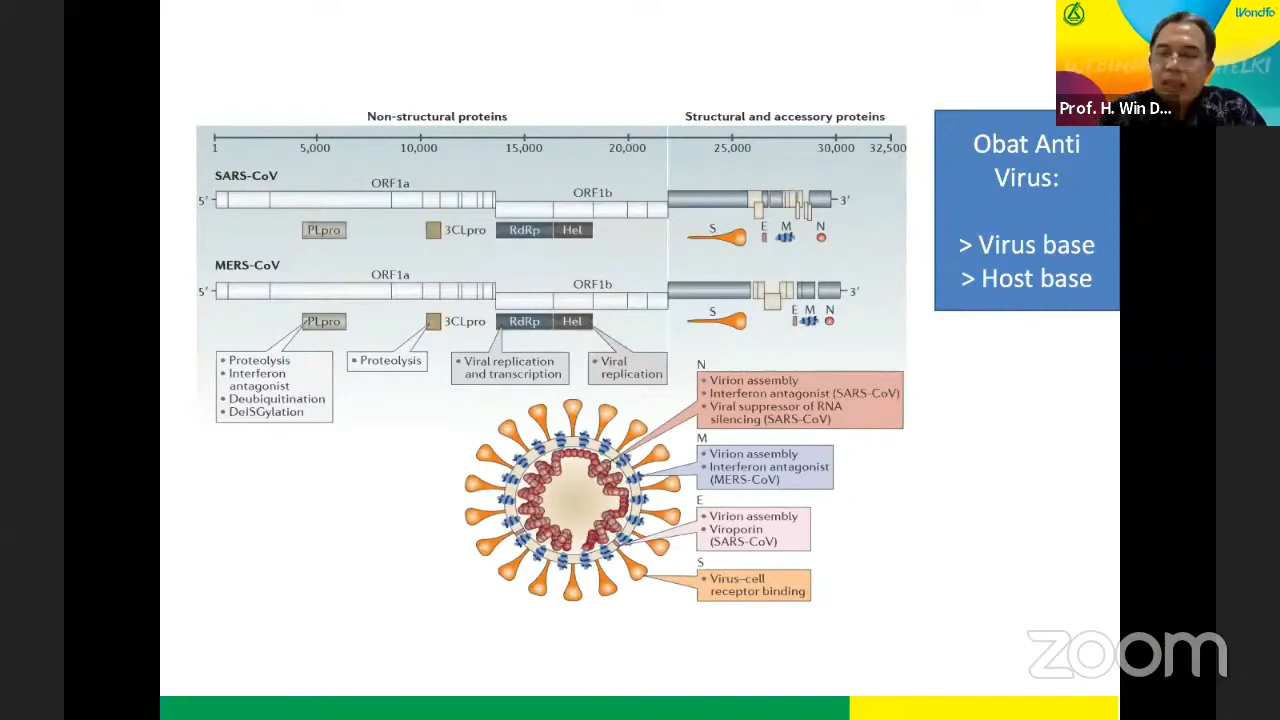 Wondfo
Prof. H. Win D...
Non-structural proteins
Structural and accessory proteins
1 5,000 10,000 15,000 20,000 25,000 30,000 32,500
SARS-CoV
ORF1a
ORF1b
5′
3′
PLpro
3CLpro
RdRp
Hel
S
E
M
N
MERS-CoV
ORF1a
ORF1b
5′
3′
PLpro
3CLpro
RdRp
Hel
S
E
M
N
• Proteolysis
• Interferon
antagonist
• Deubiquitination
• DeISGylation
• Proteolysis
• Viral replication
and transcription
• Viral
replication
N
• Virion assembly
• Interferon antagonist (SARS-CoV)
• Viral suppressor of RNA
silencing (SARS-CoV)
M
• Virion assembly
• Interferon antagonist
(MERS-CoV)
E
• Virion assembly
• Viroporin
(SARS-CoV)
S
• Virus–cell
receptor binding
Obat Anti
Virus:
> Virus base
> Host base
zoom